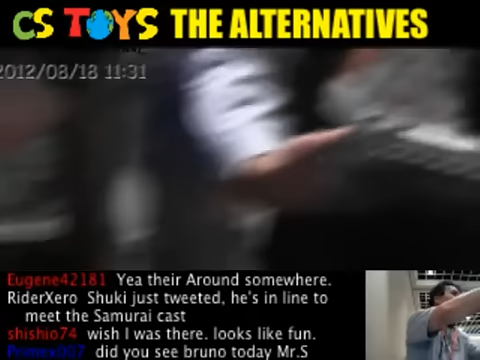 CS TOYS THE ALTERNATIVES
2012/08/18 11:31
Eugene42181 Yea their Around somewhere.
RiderXero Shuki just tweeted, he's in line to
meet the Samurai cast
shishio74 wish I was there. looks like fun.
did you see bruno today Mr.S